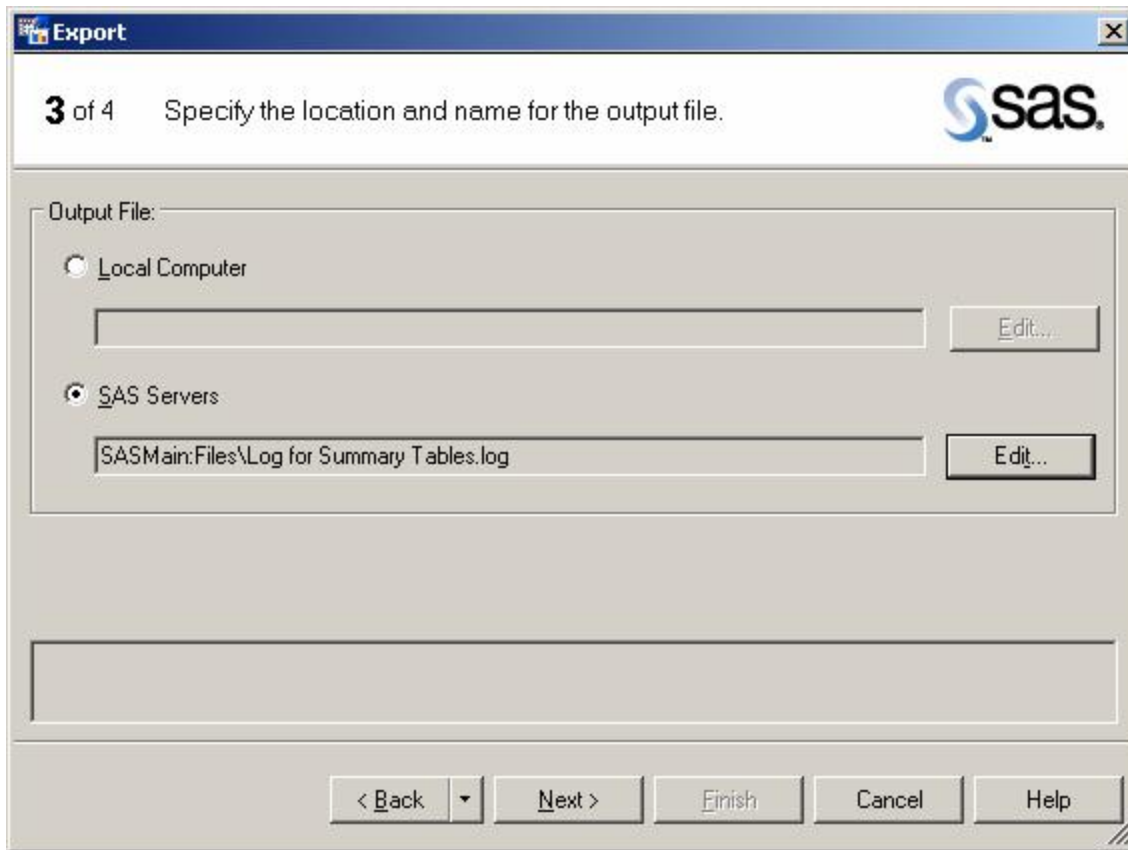 Export
3 of 4 Specify the location and name for the output file.
sas.
TM
Output File:
Local Computer
Edit...
SAS Servers
SASMain:Files\Log for Summary Tables.log
Edit...
< Back
Next >
Finish
Cancel
Help